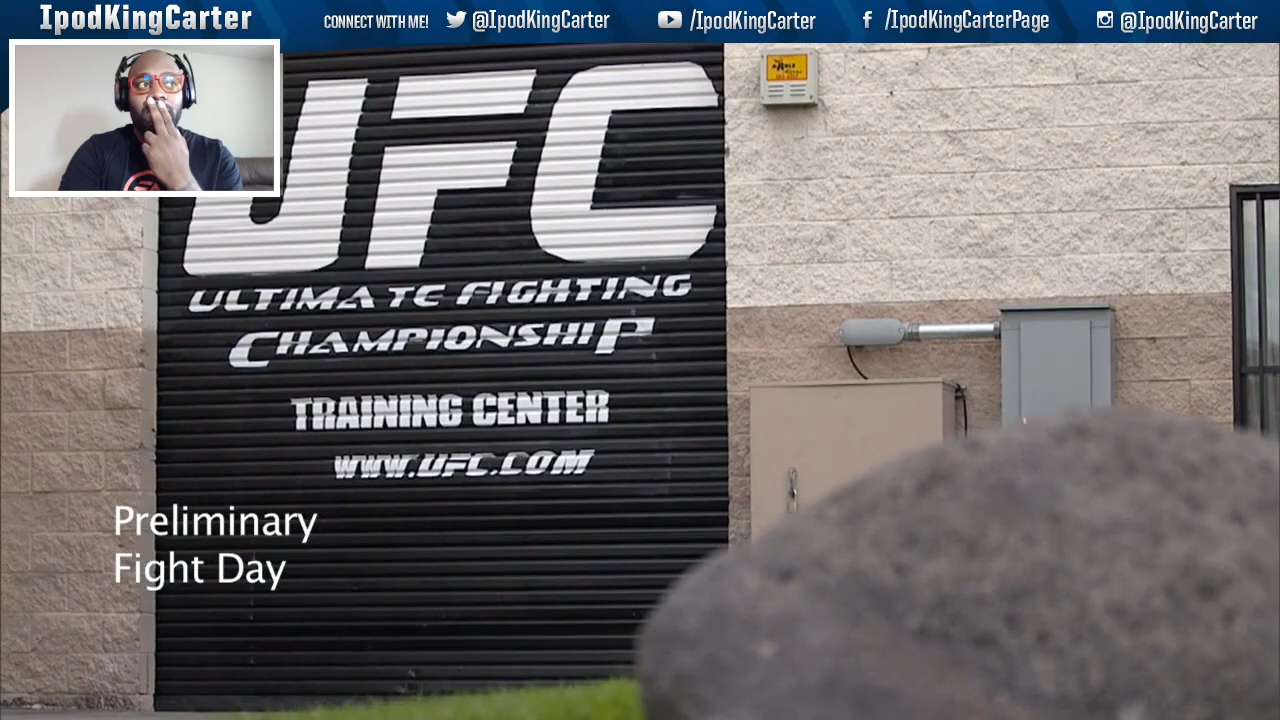 IpodKingCarter
CONNECT WITH ME! @IpodKingCarter /IpodKingCarter /IpodKingCarterPage @IpodKingCarter
UFC
ULTIMATE FIGHTING
CHAMPIONSHIP
TRAINING CENTER
WWW.UFC.COM
Preliminary
Fight Day